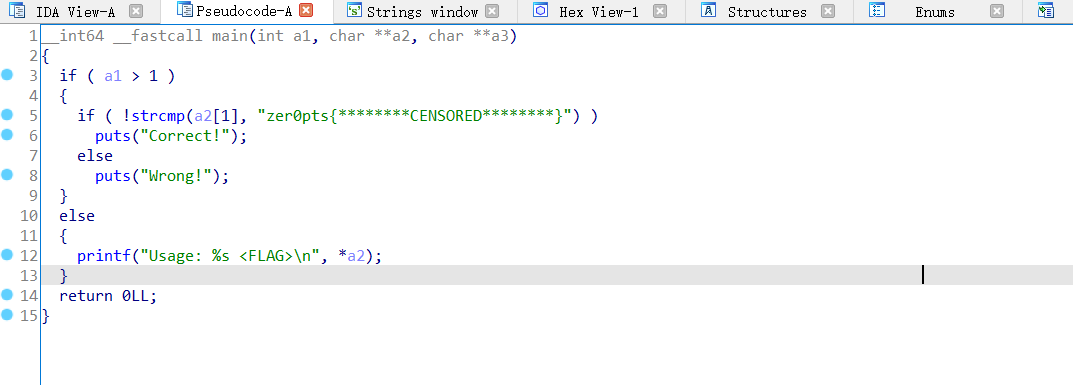 IDA View-A Pseudocode-A Strings window Hex View-1 Structures Enums
1 __int64 __fastcall main(int a1, char **a2, char **a3)
2 {
3 if ( a1 > 1 )
4 {
5 if ( !strcmp(a2[1], "zer0pts{********CENSORED********}") )
6 puts("Correct!");
7 else
8 puts("Wrong!");
9 }
10 else
11 {
12 printf("Usage: %s <FLAG>\n", *a2);
13 }
14 return 0LL;
15 }